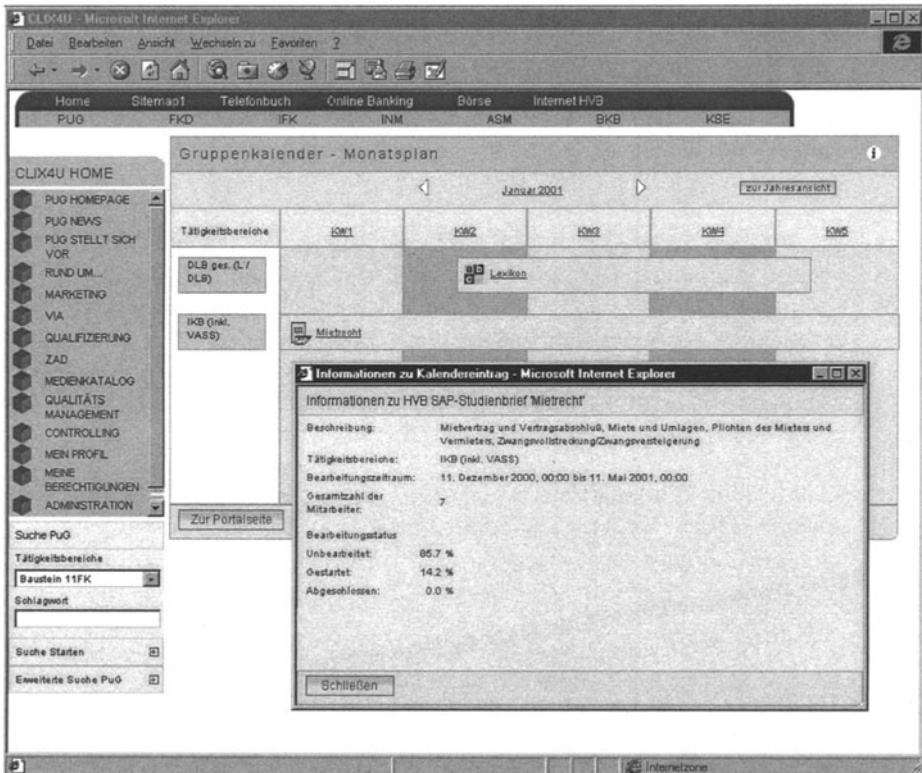 CLIX4U - Microsoft Internet Explorer
Datei Bearbeiten Ansicht Wechseln zu Favoriten ?
Home Sitemap1 Telefonbuch Online Banking Börse Internet HVB
PUG FKD IFK INM ASM BKB KSE
CLIX4U HOME
PUG HOMEPAGE
PUG NEWS
PUG STELLT SICH
VOR
RUND UM...
MARKETING
VIA
QUALIFIZIERUNG
ZAD
MEDIENKATALOG
QUALITÄTS
MANAGEMENT
CONTROLLING
MEIN PROFIL
MEINE
BERECHTIGUNGEN
ADMINISTRATION
Suche PuG
Tätigkeitsbereiche
Baustein 11FK
Schlagwort
Suche Starten
Erweiterte Suche PuG
Gruppenkalender - Monatsplan
Januar 2001 zur Jahresansicht
Tätigkeitsbereiche KW1 KW2 KW3 KW4 KW5
DLB ges. (L /
DLB)
a b
c
Lexikon
IKB (inkl.
VASS)
Mietrecht
Zur Portalseite
Informationen zu Kalendereintrag - Microsoft Internet Explorer
Informationen zu HVB SAP-Studienbrief 'Mietrecht'
Beschreibung: Mietvertrag und Vertragsabschluß, Miete und Umlagen, Plichten des Mieters und
Vermieters, Zwangsvollstreckung/Zwangsversteigerung
Tätigkeitsbereiche: IKB (inkl. VASS)
Bearbeitungszeitraum: 11. Dezember 2000, 00:00 bis 11. Mai 2001, 00:00
Gesamtzahl der
Mitarbeiter: 7
Bearbeitungsstatus
Unbearbeitet: 85.7 %
Gestartet: 14.2 %
Abgeschlossen: 0.0 %
Schließen
Internetzone